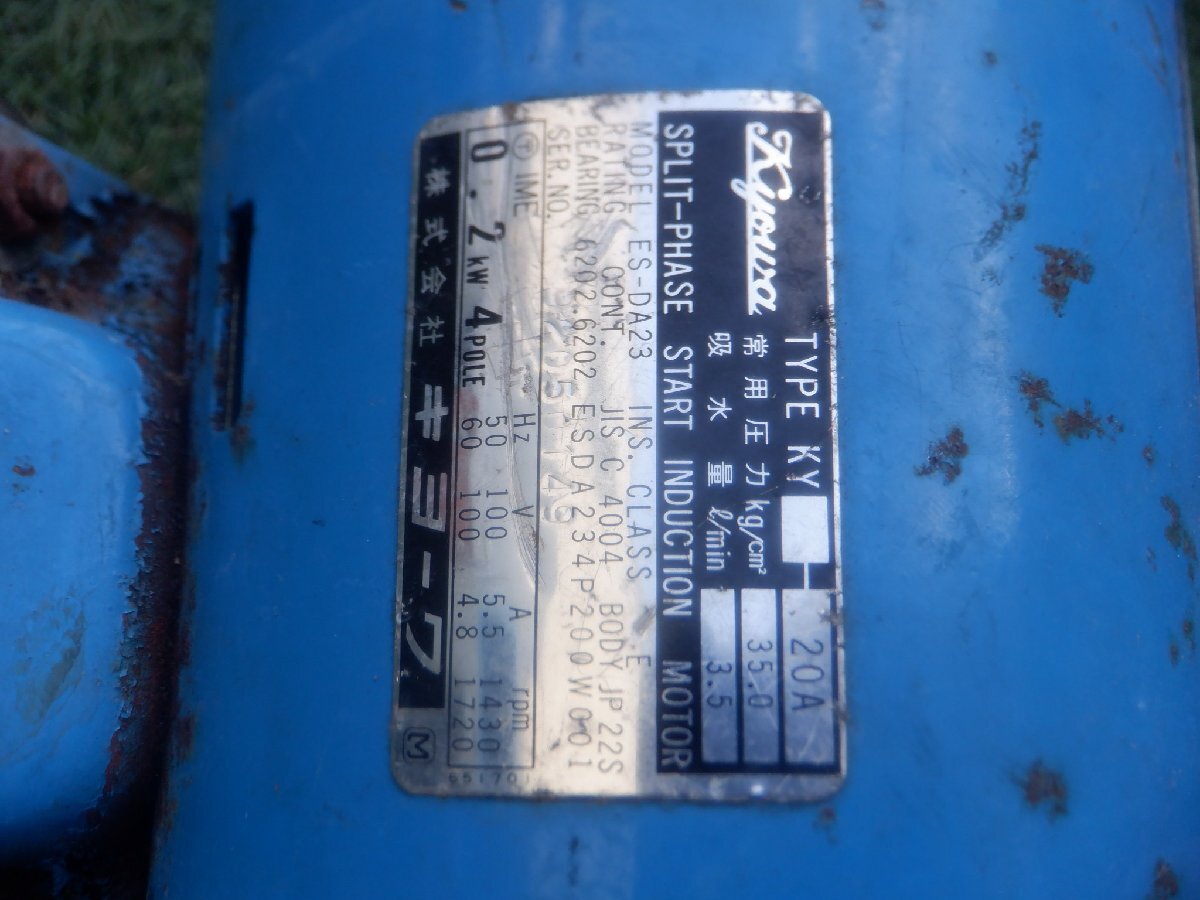 Kyowa TYPE KY H 20A
常用圧力 kg/cm² 35.0
吸水量 ℓ/min 3.5
SPLIT-PHASE START INDUCTION MOTOR
MODEL ES-DA23 INS. CLASS E
RATING CONT. JIS C 4004 BODY JP 22S
BEARING 6202.6202 ESDA234P200W001
SER. NO.
T IME Hz V A rpm
0.2 kW 4 POLE 50 100 5.5 1430
60 100 4.8 1720
株式会社 キョーワ M
551701